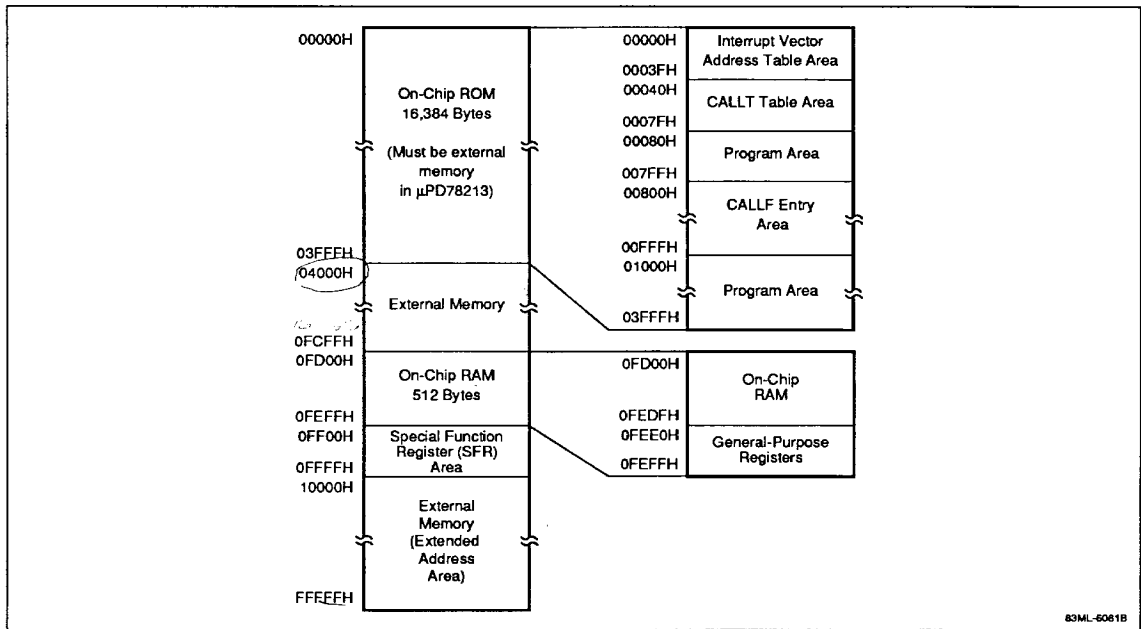 00000H
On-Chip ROM
16,384 Bytes
(Must be external
memory
in µPD78213)
03FFFH
04000H
External Memory
0FCFFH
0FD00H
On-Chip RAM
512 Bytes
0FEFFH
0FF00H
Special Function
Register (SFR)
Area
0FFFFH
10000H
External
Memory
(Extended
Address
Area)
FFFFFH
00000H
Interrupt Vector
Address Table Area
0003FH
00040H
CALLT Table Area
0007FH
00080H
Program Area
007FFH
00800H
CALLF Entry
Area
00FFFH
01000H
Program Area
03FFFH
0FD00H
On-Chip
RAM
0FEDFH
0FEE0H
General-Purpose
Registers
0FEFFH
83ML-6081B